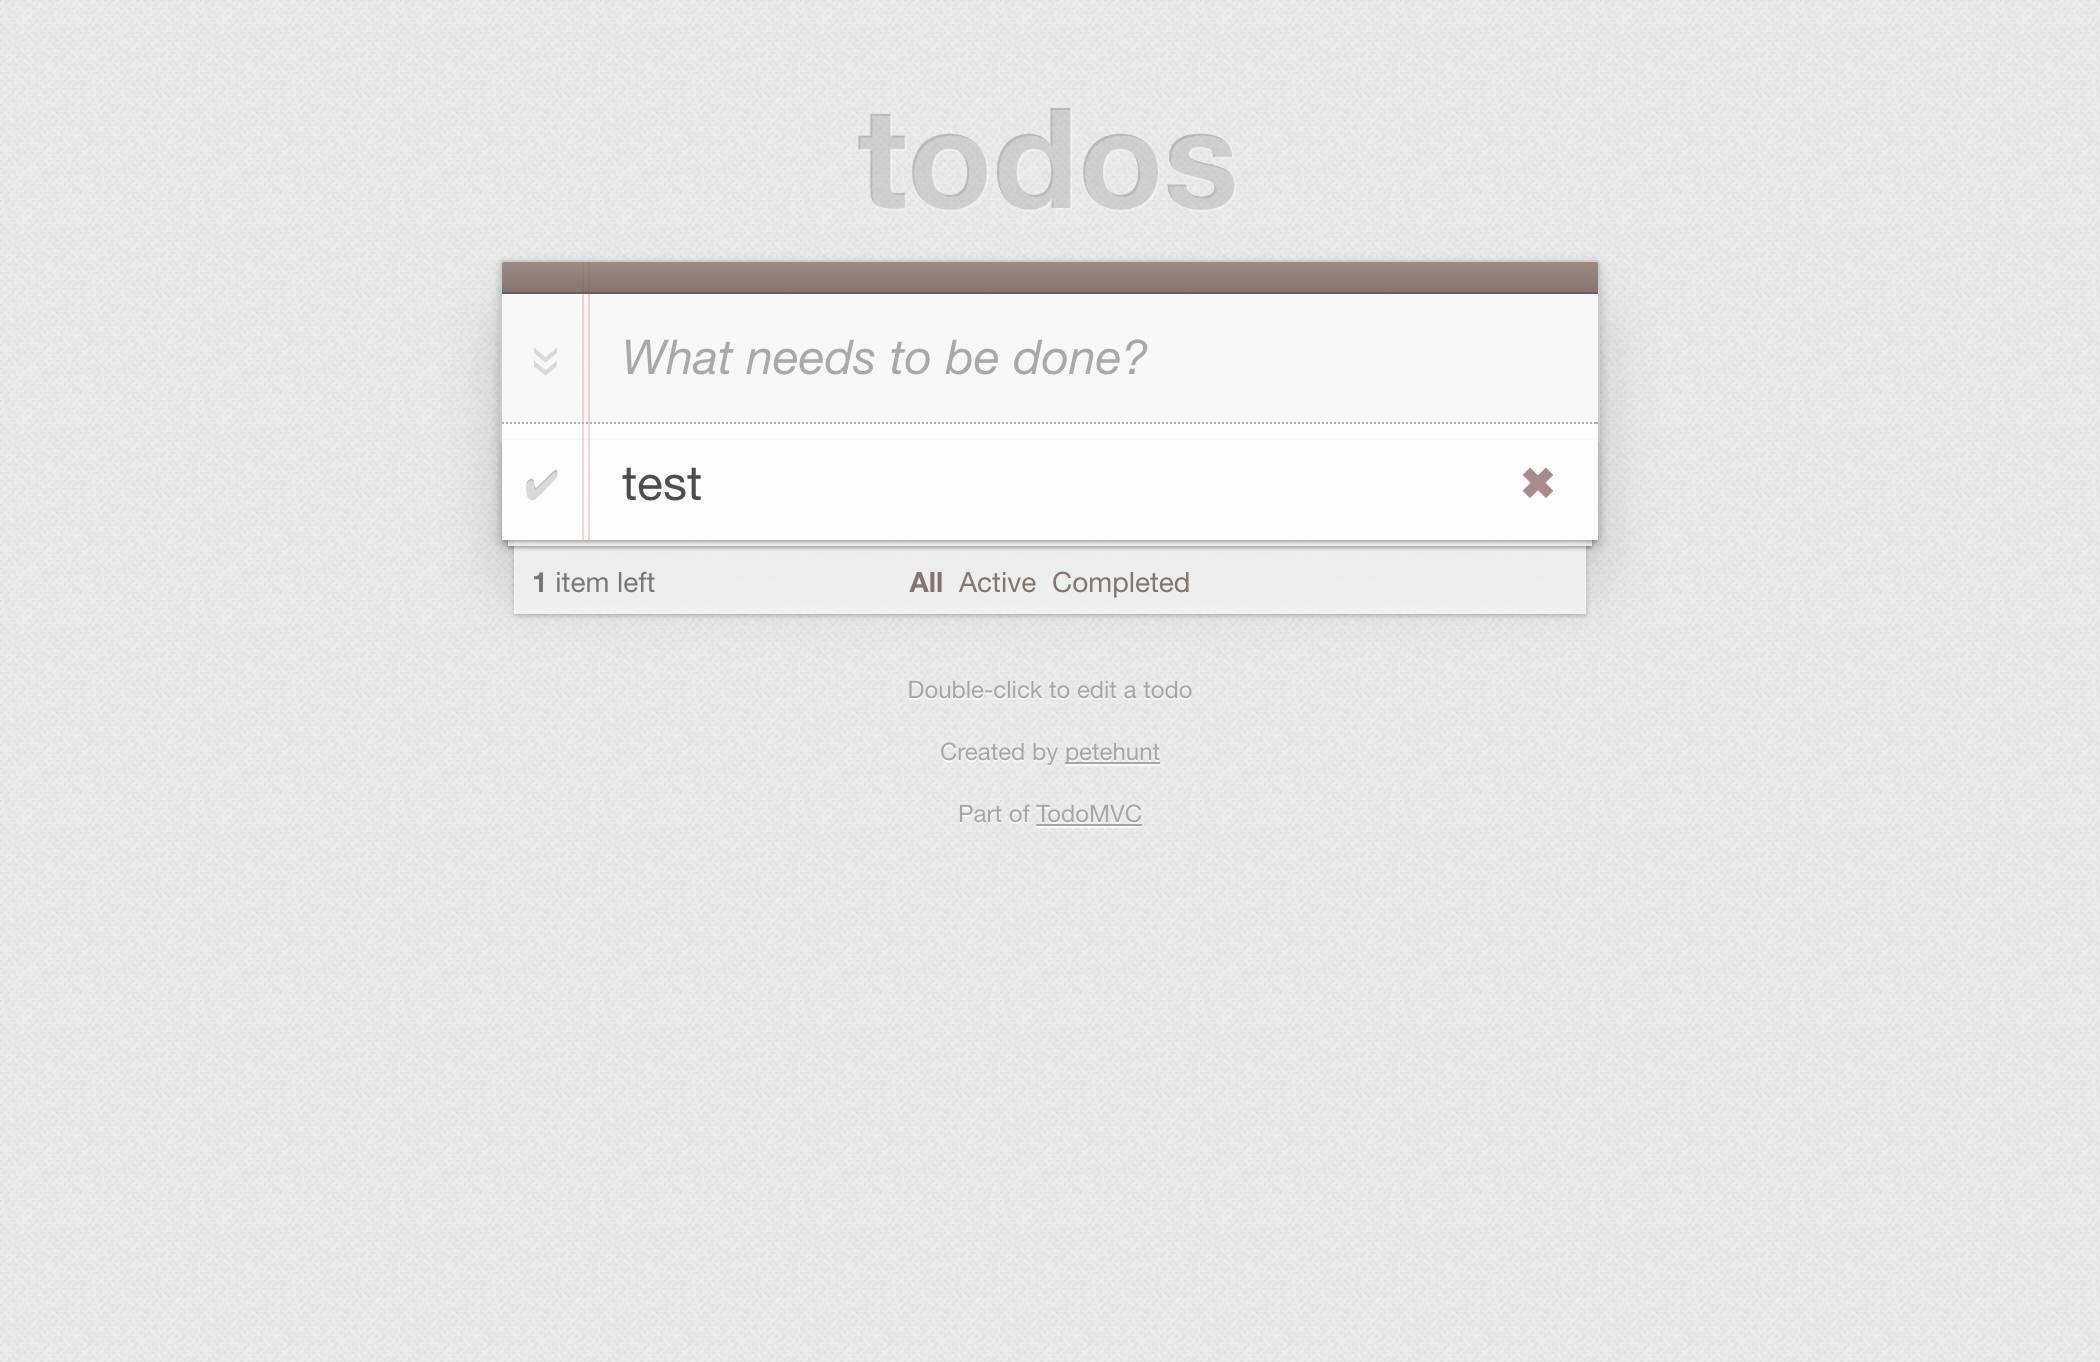 todos
What needs to be done?
test
1 item left All Active Completed
Double-click to edit a todo
Created by petehunt
Part of TodoMVC